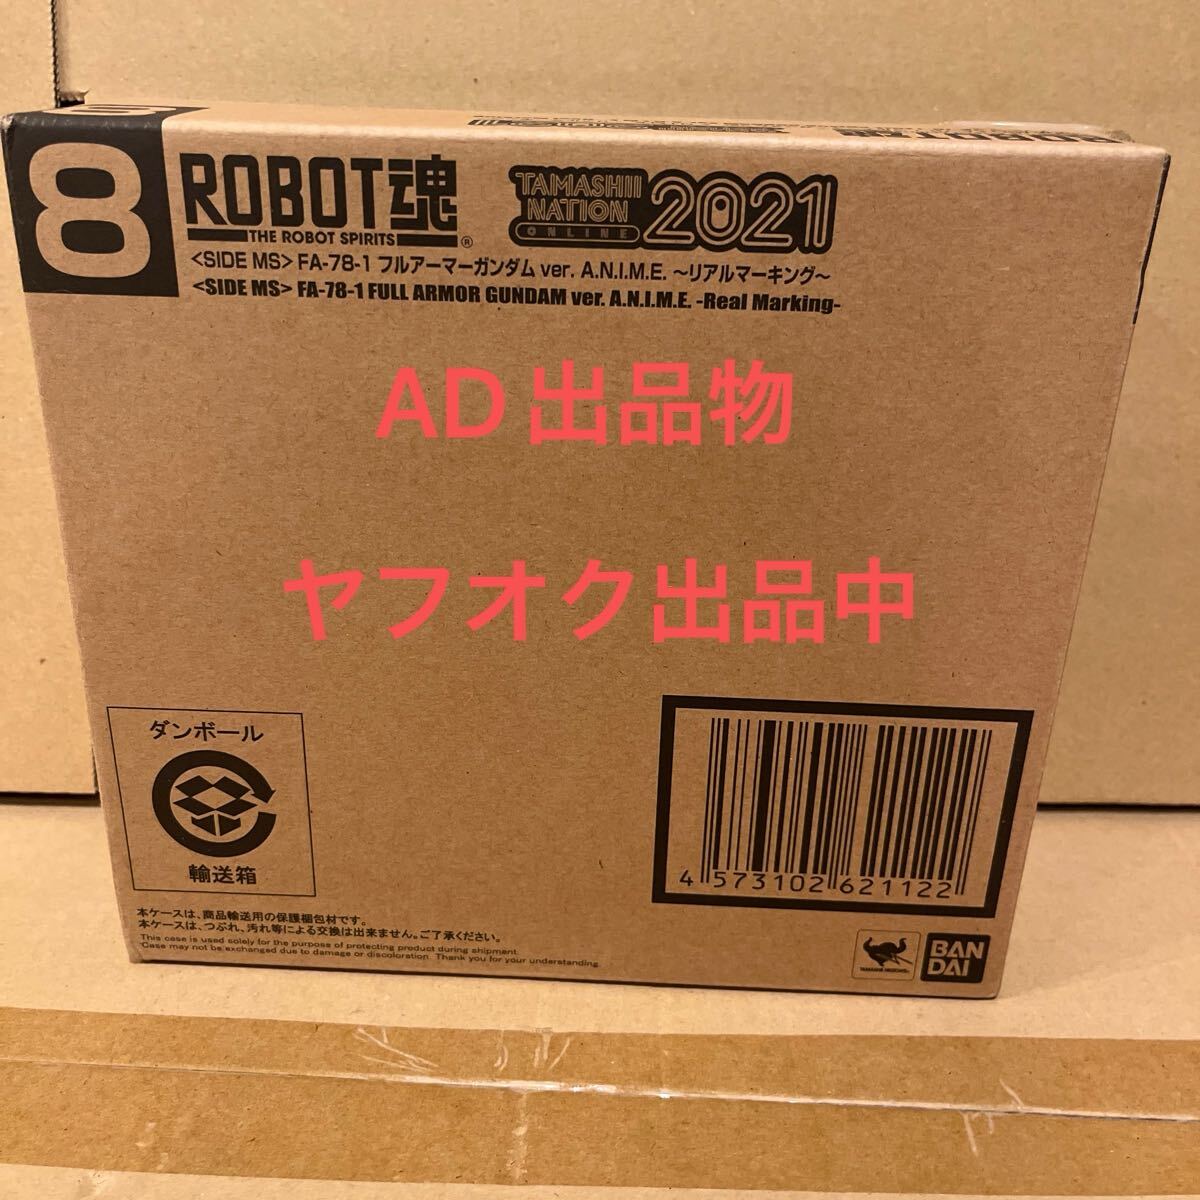 8
ROBOT魂
THE ROBOT SPIRITS ®
TAMASHII
NATION
ONLINE
2021
<SIDE MS> FA-78-1 フルアーマーガンダム ver. A.N.I.M.E. ～リアルマーキング～
<SIDE MS> FA-78-1 FULL ARMOR GUNDAM ver. A.N.I.M.E. -Real Marking-
AD出品物
ヤフオク出品中
ダンボール
輸送箱
4 573102 621122
本ケースは、商品輸送用の保護梱包材です。
本ケースは、つぶれ、汚れ等による交換は出来ません。ご了承ください。
This case is used solely for the purpose of protecting product during shipment.
Case may not be exchanged due to damage or discoloration. Thank you for your understanding.
TAMASHII NATIONS
BAN
DAI